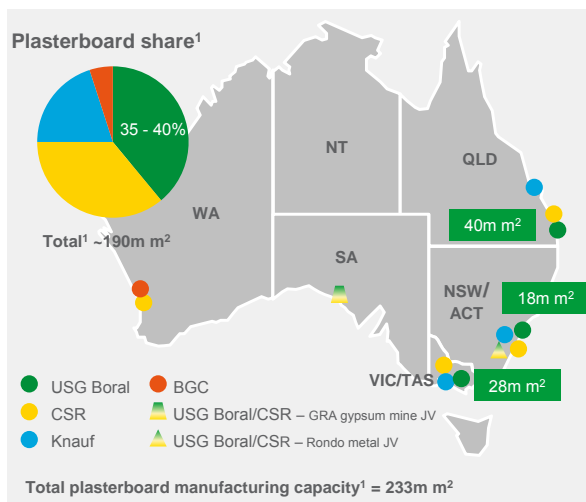 Plasterboard share¹
35 - 40%
NT
QLD
WA
40m m²
Total¹ ~190m m²
SA
NSW/
ACT
18m m²
VIC/TAS
28m m²
USG Boral
BGC
CSR
USG Boral/CSR – GRA gypsum mine JV
Knauf
USG Boral/CSR – Rondo metal JV
Total plasterboard manufacturing capacity¹ = 233m m²